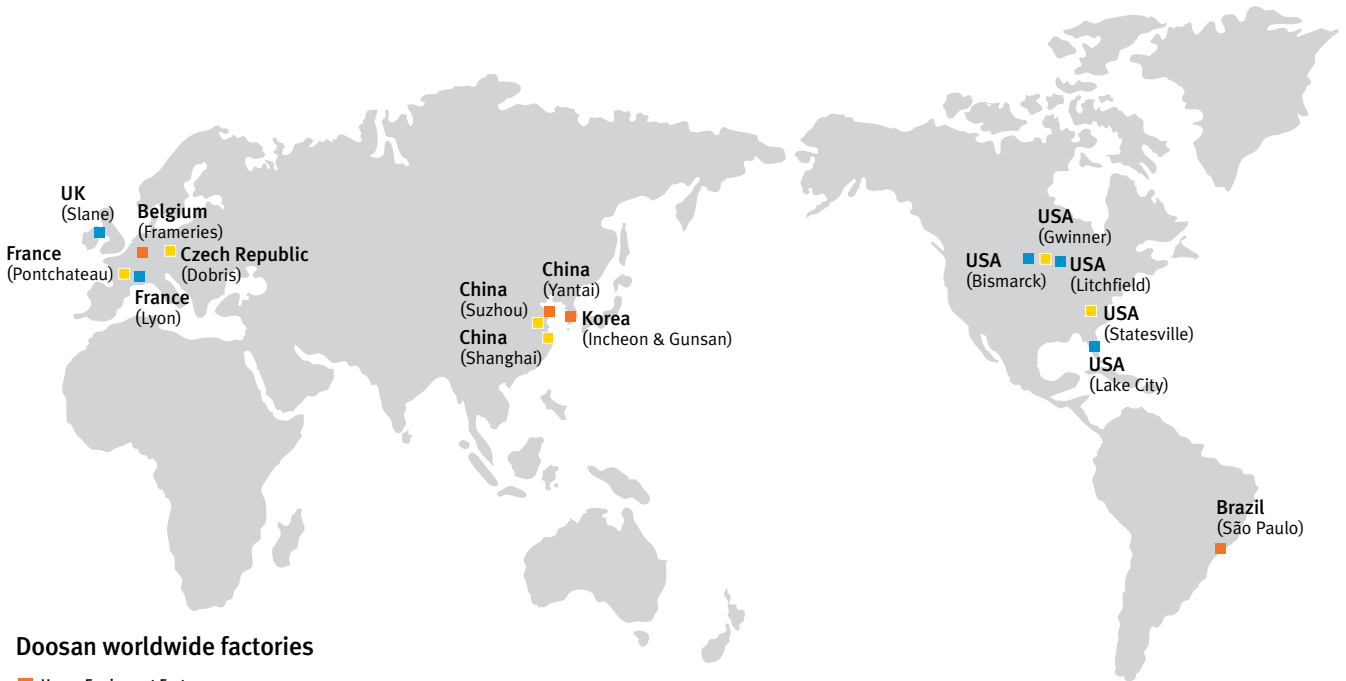 UK
(Slane)
Belgium
(Frameries)
France
(Pontchateau)
Czech Republic
(Dobris)
France
(Lyon)
China
(Yantai)
China
(Suzhou)
Korea
(Incheon & Gunsan)
China
(Shanghai)
USA
(Gwinner)
USA
(Bismarck)
USA
(Litchfield)
USA
(Statesville)
USA
(Lake City)
Brazil
(São Paulo)
Doosan worldwide factories